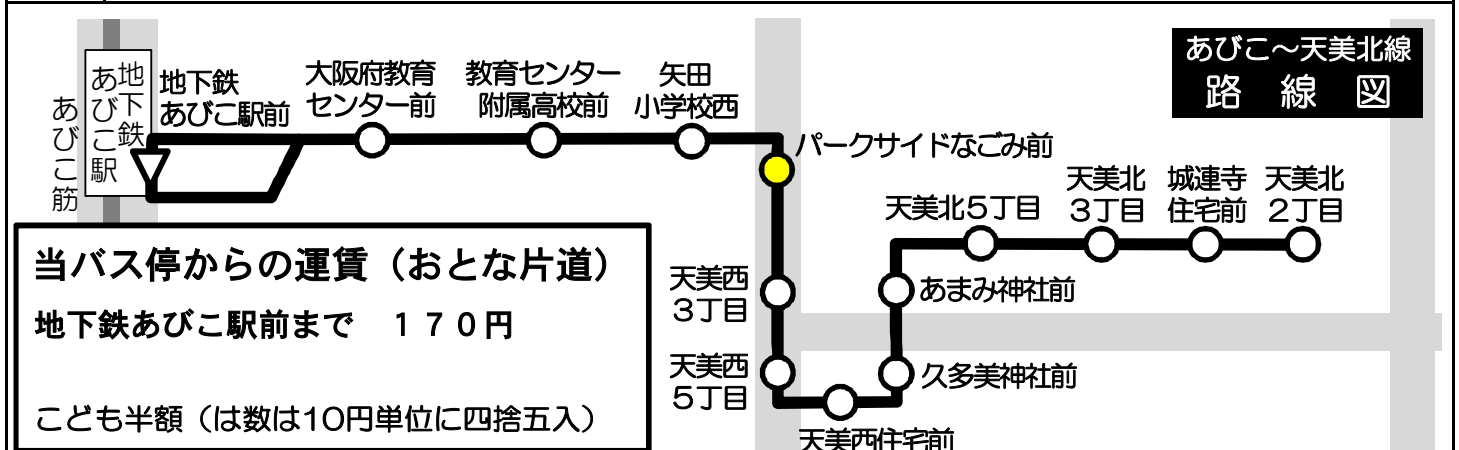 あびこ～天美北線
路線図
あびこ筋
地下鉄
あびこ駅
地下鉄
あびこ駅前
大阪府教育
センター前
教育センター
附属高校前
矢田
小学校西
パークサイドなごみ前
天美西
３丁目
天美西
５丁目
天美西住宅前
久多美神社前
あまみ神社前
天美北５丁目
天美北
３丁目
城連寺
住宅前
天美北
２丁目
当バス停からの運賃（おとな片道）
地下鉄あびこ駅前まで　１７０円
こども半額（は数は10円単位に四捨五入）